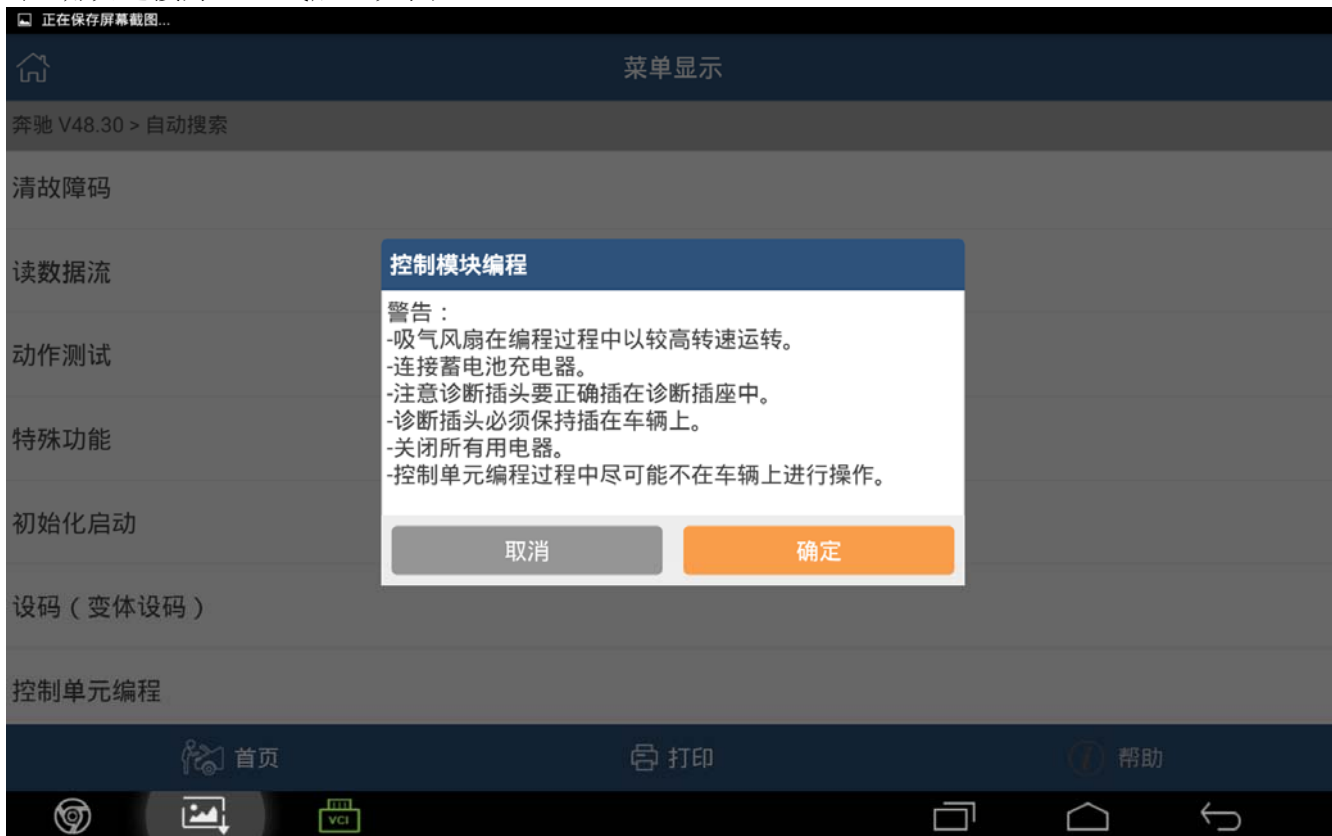 正在保存屏幕截图...
菜单显示
奔驰 V48.30 > 自动搜索
清故障码
读数据流
动作测试
特殊功能
初始化启动
设码（变体设码）
控制单元编程
控制模块编程
警告：
-吸气风扇在编程过程中以较高转速运转。
-连接蓄电池充电器。
-注意诊断插头要正确插在诊断插座中。
-诊断插头必须保持插在车辆上。
-关闭所有用电器。
-控制单元编程过程中尽可能不在车辆上进行操作。
取消
确定
首页
打印
帮助
VCI